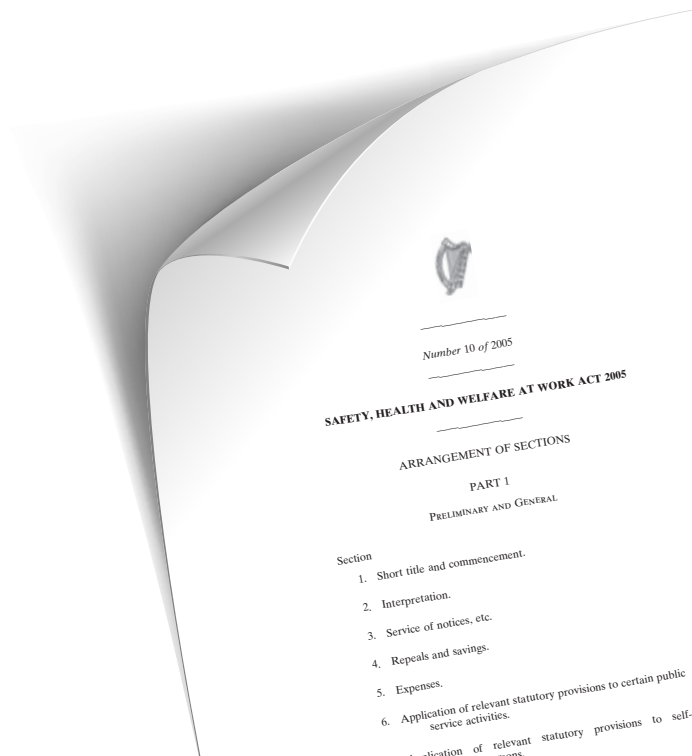 Number 10 of 2005
SAFETY, HEALTH AND WELFARE AT WORK ACT 2005
ARRANGEMENT OF SECTIONS
PART 1
Preliminary and General
Section
1. Short title and commencement.
2. Interpretation.
3. Service of notices, etc.
4. Repeals and savings.
5. Expenses.
6. Application of relevant statutory provisions to certain public
service activities.
of relevant statutory provisions to self-